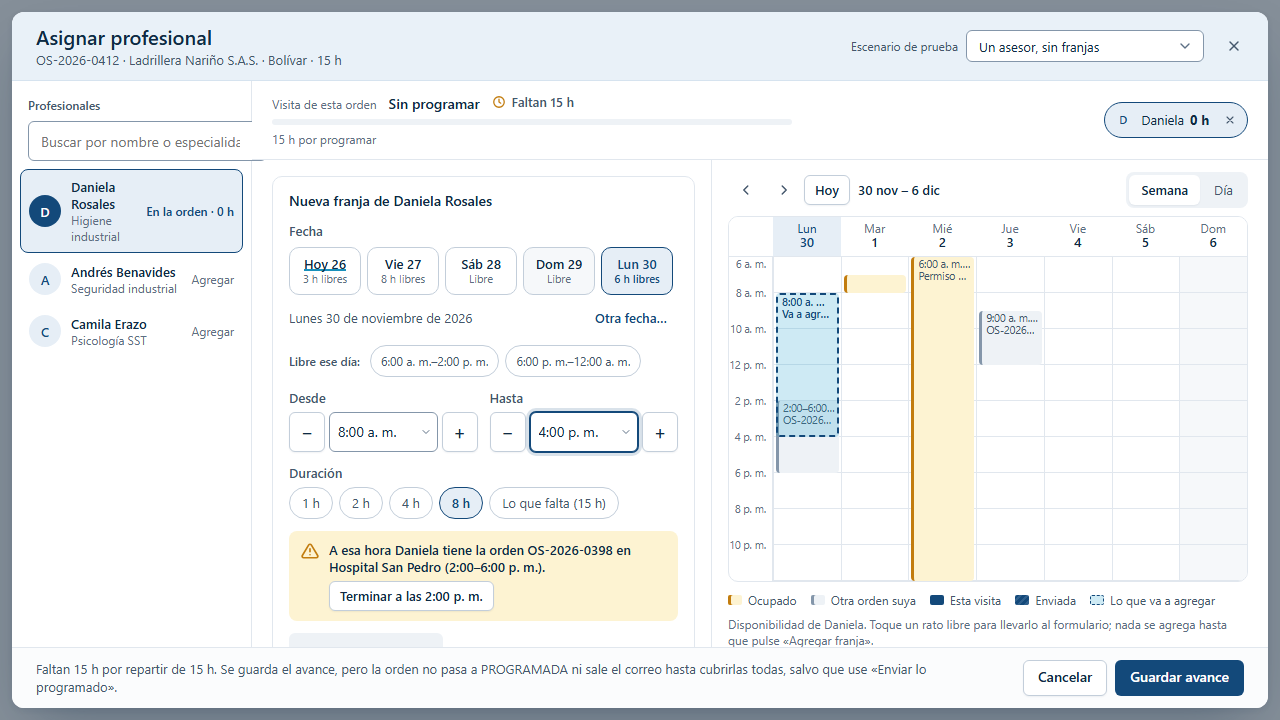 Asignar profesional
OS-2026-0412 · Ladrillera Nariño S.A.S. · Bolívar · 15 h
Escenario de prueba
Un asesor, sin franjas
Profesionales
Buscar por nombre o especialida
D
Daniela
Rosales
Higiene
industrial
En la orden · 0 h
A
Andrés Benavides
Seguridad industrial
Agregar
C
Camila Erazo
Psicología SST
Agregar
Visita de esta orden Sin programar Faltan 15 h
15 h por programar
D Daniela 0 h ×
Nueva franja de Daniela Rosales
Fecha
Hoy 26
3 h libres
Vie 27
8 h libres
Sáb 28
Libre
Dom 29
Libre
Lun 30
6 h libres
Lunes 30 de noviembre de 2026
Otra fecha...
Libre ese día:
6:00 a. m.–2:00 p. m.
6:00 p. m.–12:00 a. m.
Desde
Hasta
− 8:00 a. m. +
− 4:00 p. m. +
Duración
1 h
2 h
4 h
8 h
Lo que falta (15 h)
A esa hora Daniela tiene la orden OS-2026-0398 en
Hospital San Pedro (2:00–6:00 p. m.).
Terminar a las 2:00 p. m.
Hoy
30 nov – 6 dic
Semana
Día
Lun
30
Mar
1
Mié
2
Jue
3
Vie
4
Sáb
5
Dom
6
6 a. m.
8 a. m.
10 a. m.
12 p. m.
2 p. m.
4 p. m.
6 p. m.
8 p. m.
10 p. m.
8:00 a. ...
Va a agr...
2:00–6:00...
OS-2026...
6:00 a. m....
Permiso ...
9:00 a. m....
OS-2026...
Ocupado
Otra orden suya
Esta visita
Enviada
Lo que va a agregar
Disponibilidad de Daniela. Toque un rato libre para llevarlo al formulario; nada se agrega hasta
que pulse «Agregar franja».
Faltan 15 h por repartir de 15 h. Se guarda el avance, pero la orden no pasa a PROGRAMADA ni sale el correo hasta cubrirlas todas, salvo que use «Enviar lo
programado».
Cancelar
Guardar avance